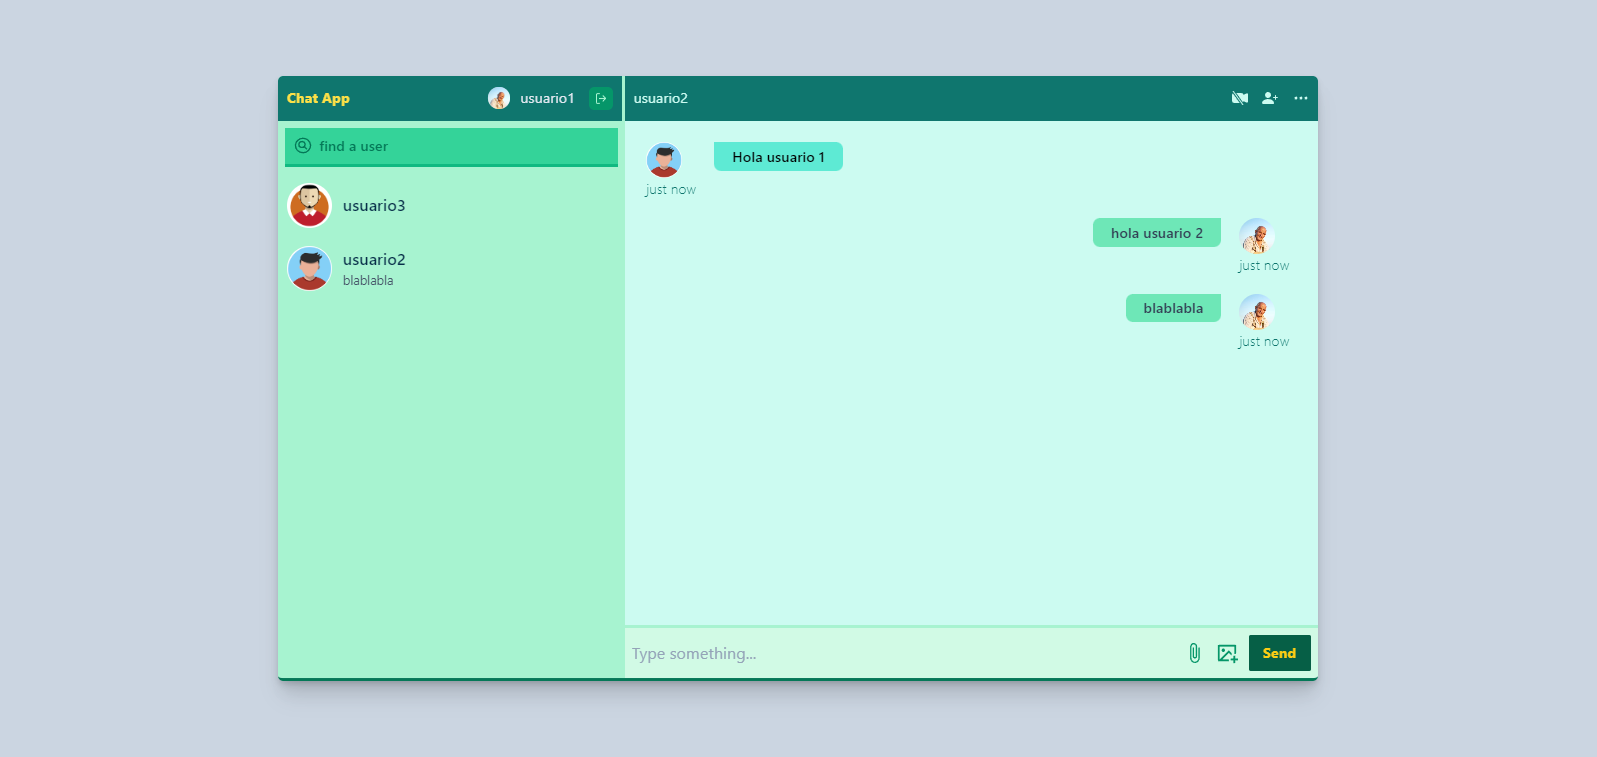 Chat App
usuario1
find a user
usuario3
usuario2
blablabla
usuario2
Hola usuario 1
just now
hola usuario 2
just now
blablabla
just now
Type something...
Send